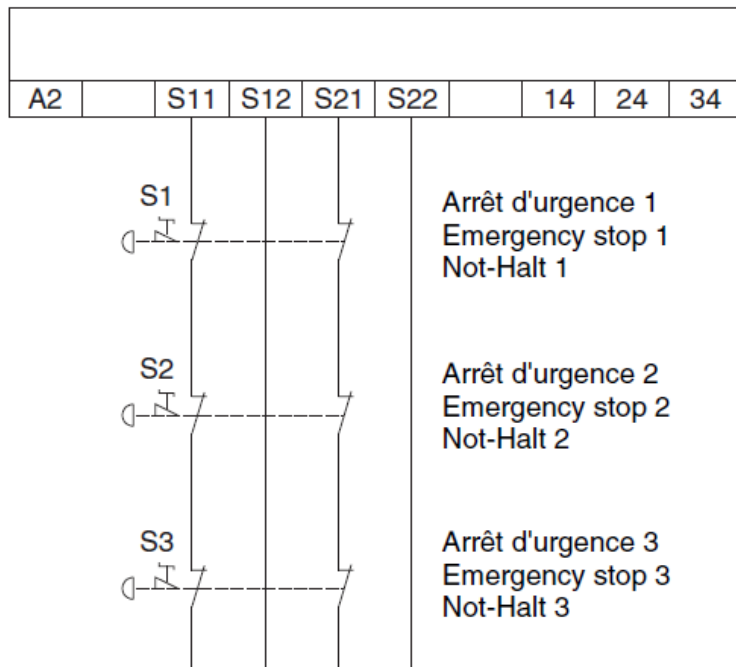 A2 S11 S12 S21 S22 14 24 34
S1
Arrêt d'urgence 1
Emergency stop 1
Not-Halt 1
S2
Arrêt d'urgence 2
Emergency stop 2
Not-Halt 2
S3
Arrêt d'urgence 3
Emergency stop 3
Not-Halt 3